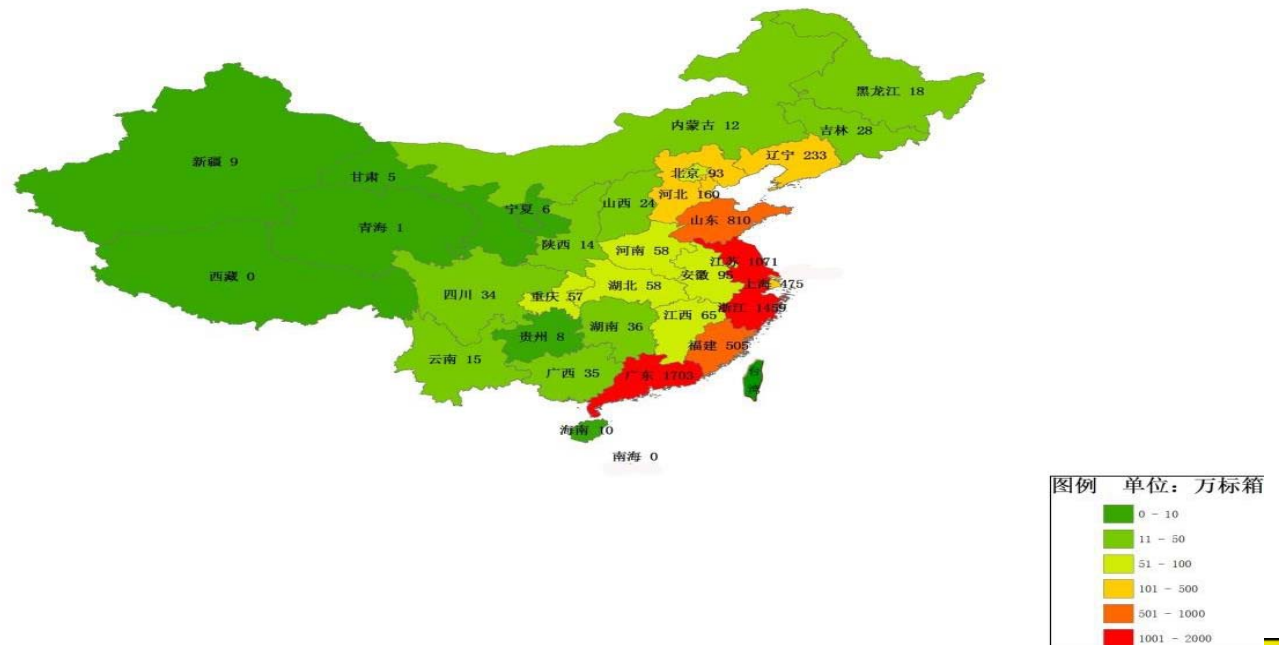 黑龙江 18
内蒙古 12
吉林 28
辽宁 233
新疆 9
北京 93
甘肃 5
河北 160
宁夏 6
山西 24
山东 810
青海 1
陕西 14
河南 58
江苏 1071
西藏 0
安徽 95
上海 475
四川 34
重庆 57
湖北 58
浙江 1459
江西 65
湖南 36
贵州 8
福建 505
云南 15
广西 35
广东 1703
台湾
海南 10
南海 0
图例 单位: 万标箱
0 - 10
11 - 50
51 - 100
101 - 500
501 - 1000
1001 - 2000